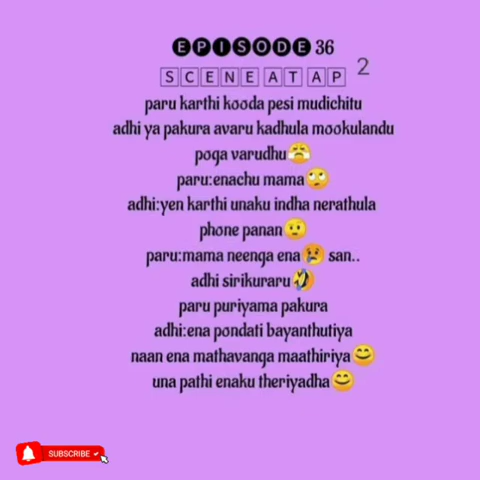 EPISODE 36
SCENE AT AP 2
paru karthi kooda pesi mudichitu
adhi ya pakura avaru kadhula mookulandu
poga varudhu😤
paru:enachu mama🙄
adhi:yen karthi unaku indha nerathula
phone panan🤨
paru:mama neenga ena😢 san..
adhi sirikuraru🤣
paru puriyama pakura
adhi:ena pondati bayanthutiya
naan ena mathavanga maathiriya😊
una pathi enaku theriyadha😊
SUBSCRIBE